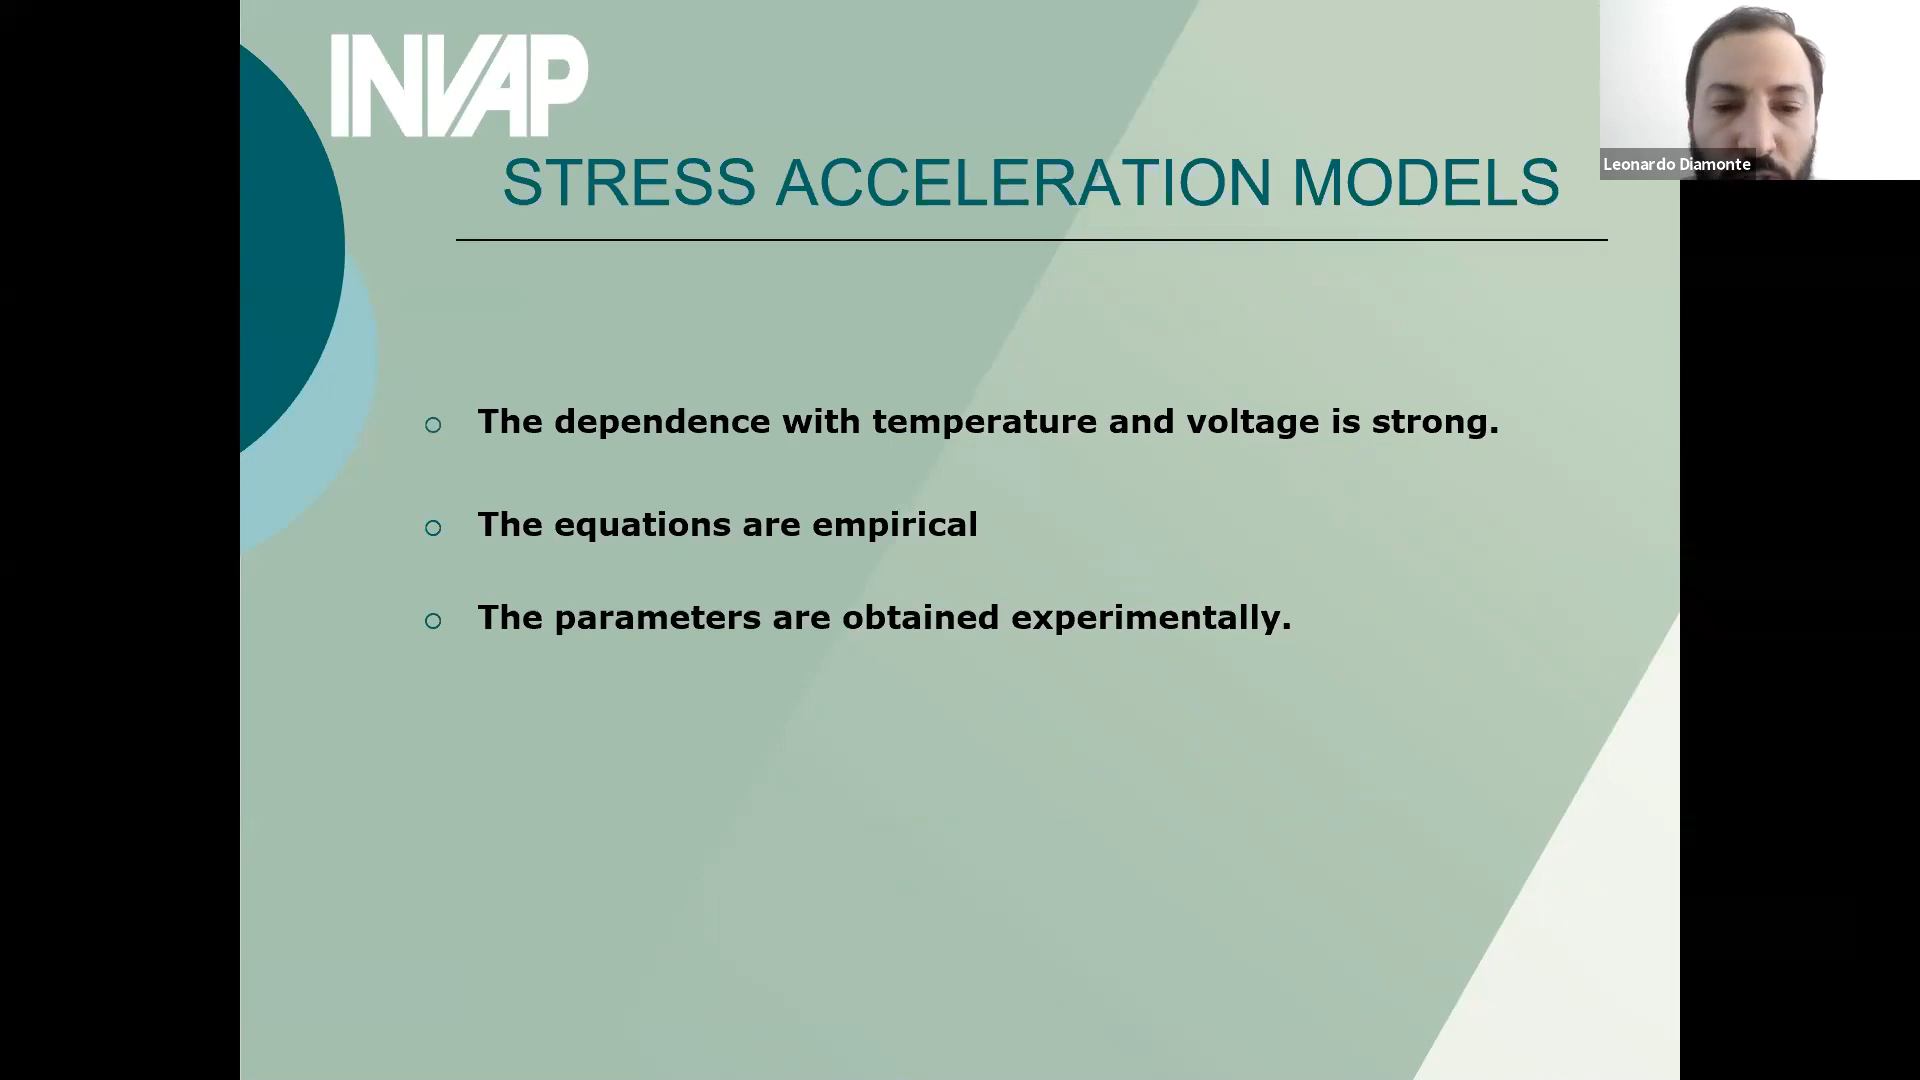 INVAP
STRESS ACCELERATION MODELS
Leonardo Diamonte
The dependence with temperature and voltage is strong.
The equations are empirical
The parameters are obtained experimentally.